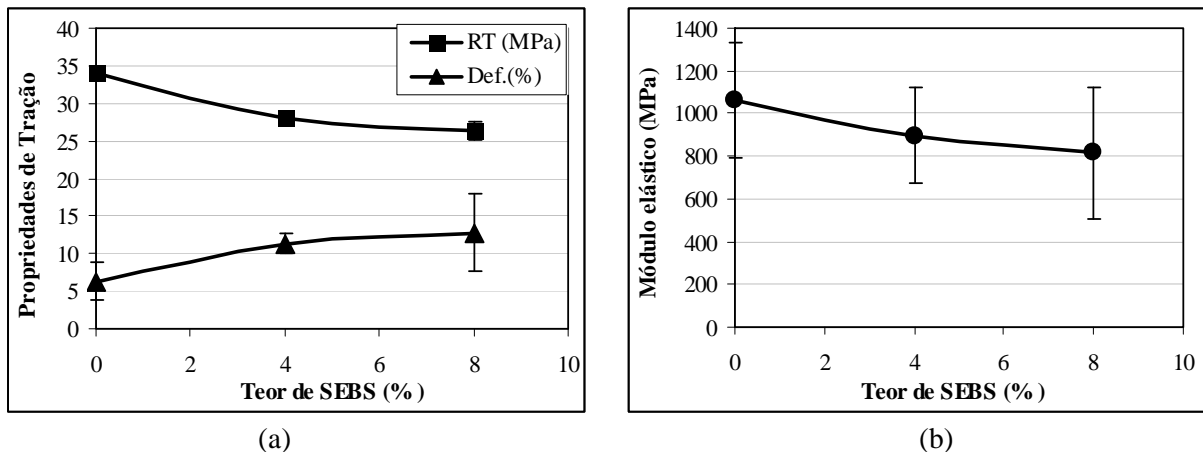 Propriedades de Tração
40
35
30
25
20
15
10
5
0
RT (MPa)
Def.(%)
0 2 4 6 8 10
Teor de SEBS (%)
(a)
Módulo elástico (MPa)
1400
1200
1000
800
600
400
200
0
0 2 4 6 8 10
Teor de SEBS (%)
(b)